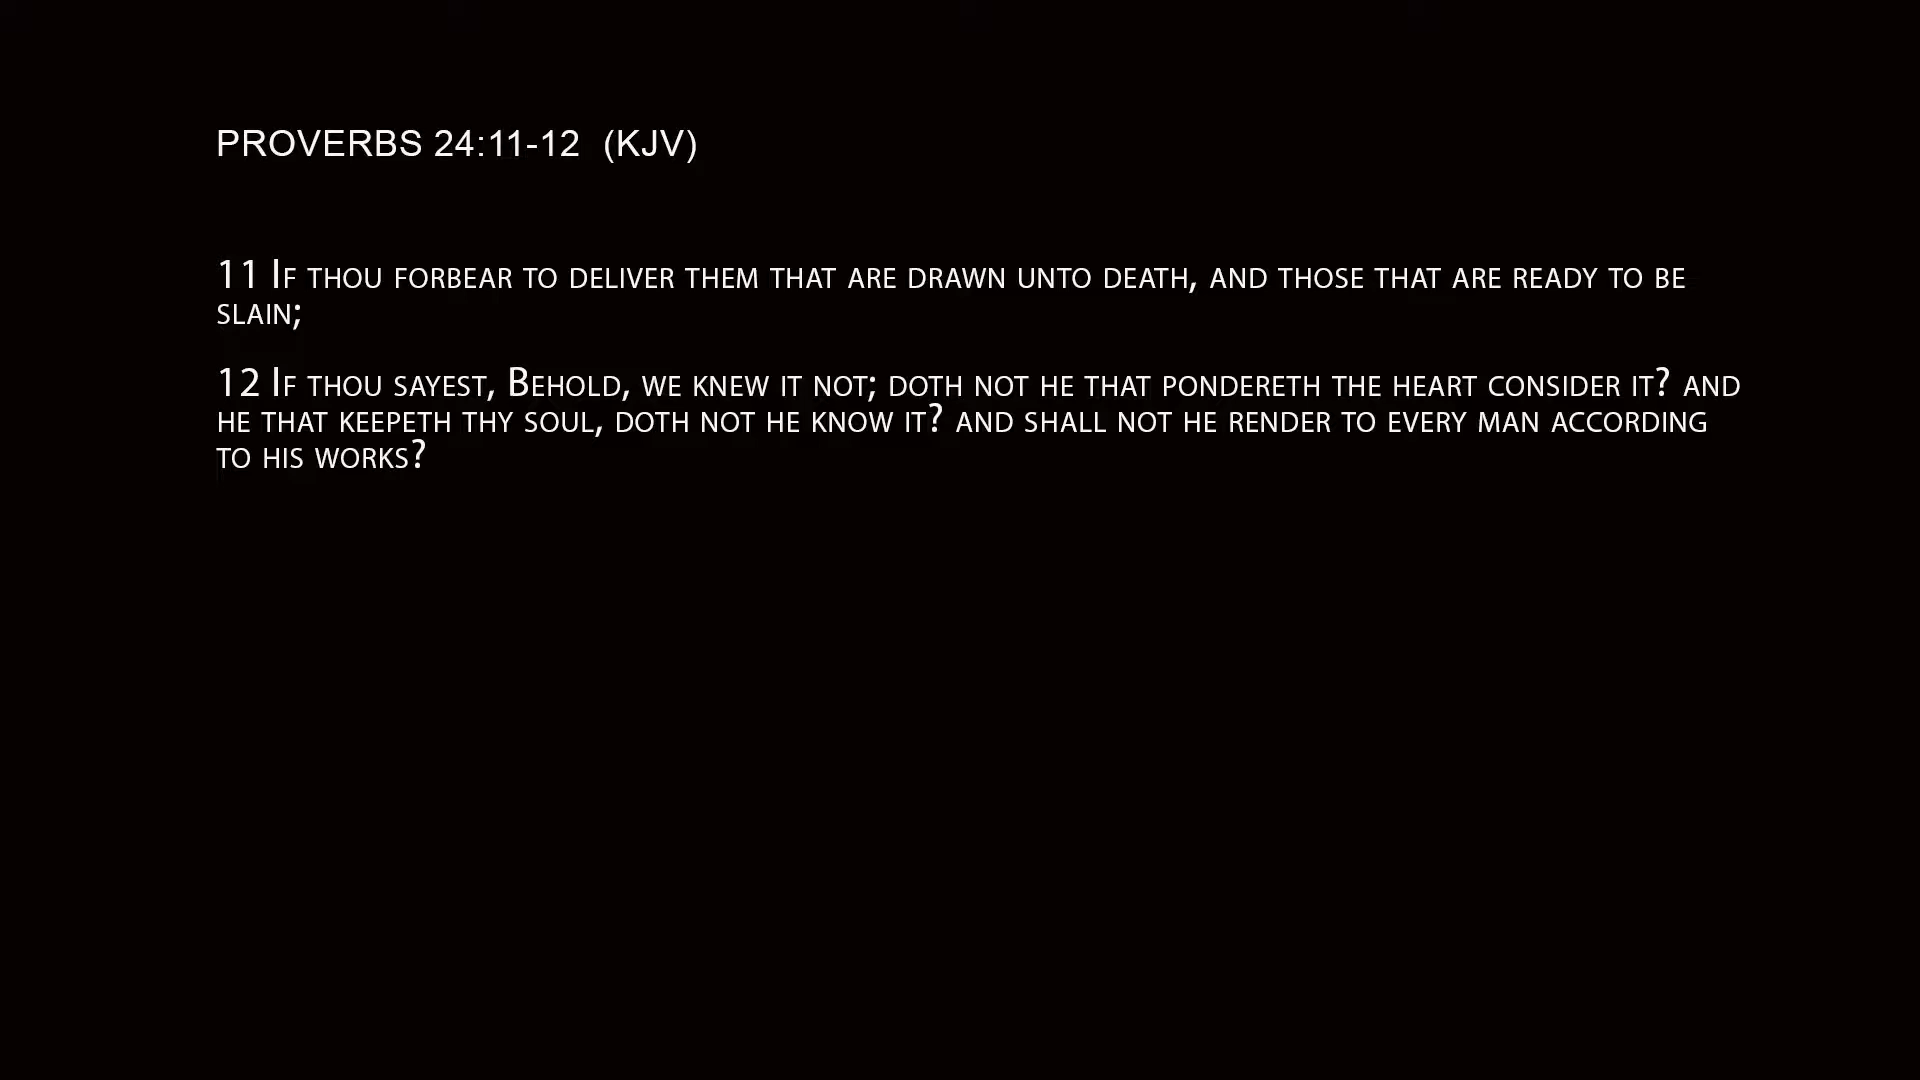 PROVERBS 24:11-12 (KJV)
11 If thou forbear to deliver them that are drawn unto death, and those that are ready to be
slain;
12 If thou sayest, Behold, we knew it not; doth not he that pondereth the heart consider it? and
he that keepeth thy soul, doth not he know it? and shall not he render to every man according
to his works?